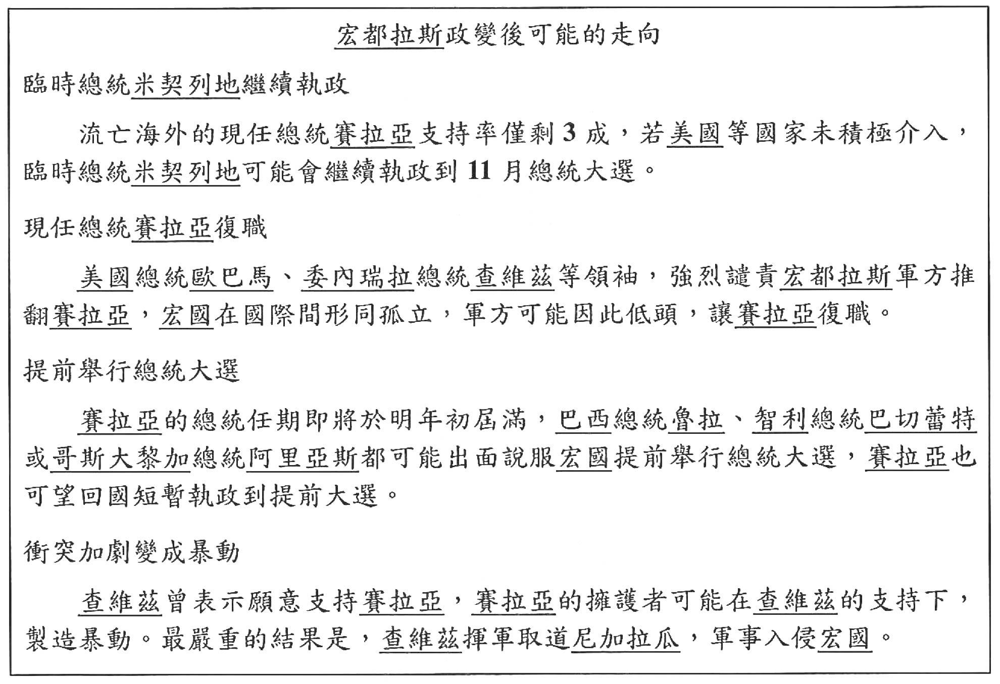 宏都拉斯政變後可能的走向
臨時總統米契列地繼續執政
流亡海外的現任總統賽拉亞支持率僅剩3成，若美國等國家未積極介入，
臨時總統米契列地可能會繼續執政到11月總統大選。
現任總統賽拉亞復職
美國總統歐巴馬、委內瑞拉總統查維茲等領袖，強烈譴責宏都拉斯軍方推
翻賽拉亞，宏國在國際間形同孤立，軍方可能因此低頭，讓賽拉亞復職。
提前舉行總統大選
賽拉亞的總統任期即將於明年初屆滿，巴西總統魯拉、智利總統巴切蕾特
或哥斯大黎加總統阿里亞斯都可能出面說服宏國提前舉行總統大選，賽拉亞也
可望回國短暫執政到提前大選。
衝突加劇變成暴動
查維茲曾表示願意支持賽拉亞，賽拉亞的擁護者可能在查維茲的支持下，
製造暴動。最嚴重的結果是，查維茲揮軍取道尼加拉瓜，軍事入侵宏國。